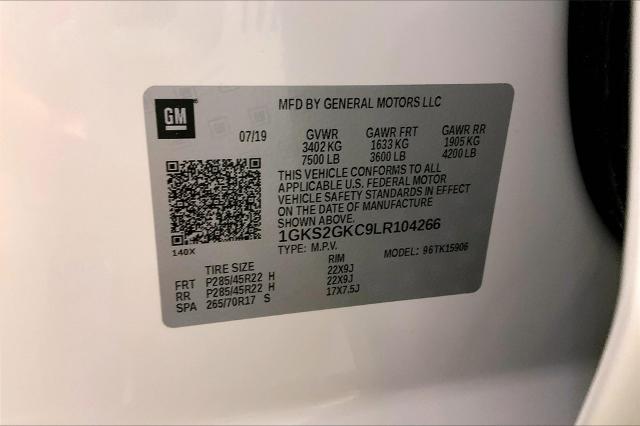 GM
MFD BY GENERAL MOTORS LLC
07/19 GVWR GAWR FRT GAWR RR
3402 KG 1633 KG 1905 KG
7500 LB 3600 LB 4200 LB
THIS VEHICLE CONFORMS TO ALL
APPLICABLE U.S. FEDERAL MOTOR
VEHICLE SAFETY STANDARDS IN EFFECT
ON THE DATE OF MANUFACTURE
SHOWN ABOVE.
1GKS2GKC9LR104266
140X TYPE: M.P.V. MODEL: 96TK15906
TIRE SIZE RIM
FRT P285/45R22 H 22X9J
RR P285/45R22 H 22X9J
SPA 265/70R17 S 17X7.5J